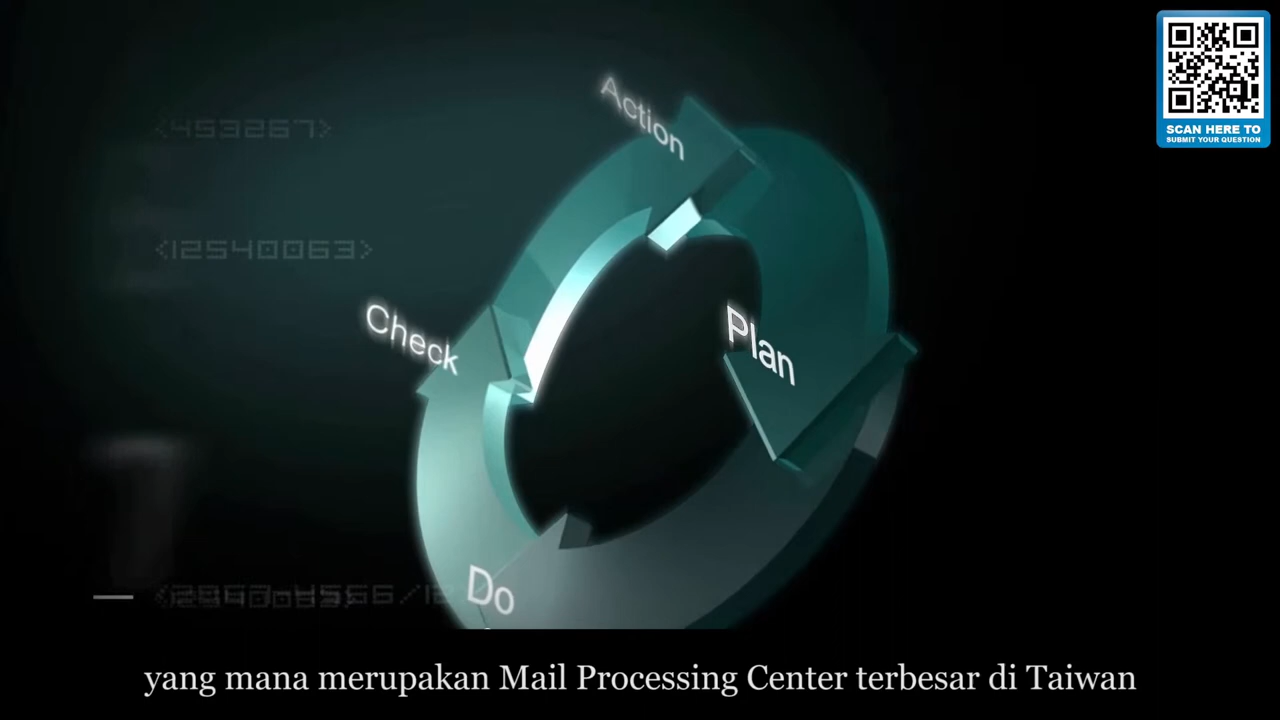 SCAN HERE TO
SUBMIT YOUR QUESTION
Action
<453267>
<12540063>
Check
Plan
Do
yang mana merupakan Mail Processing Center terbesar di Taiwan